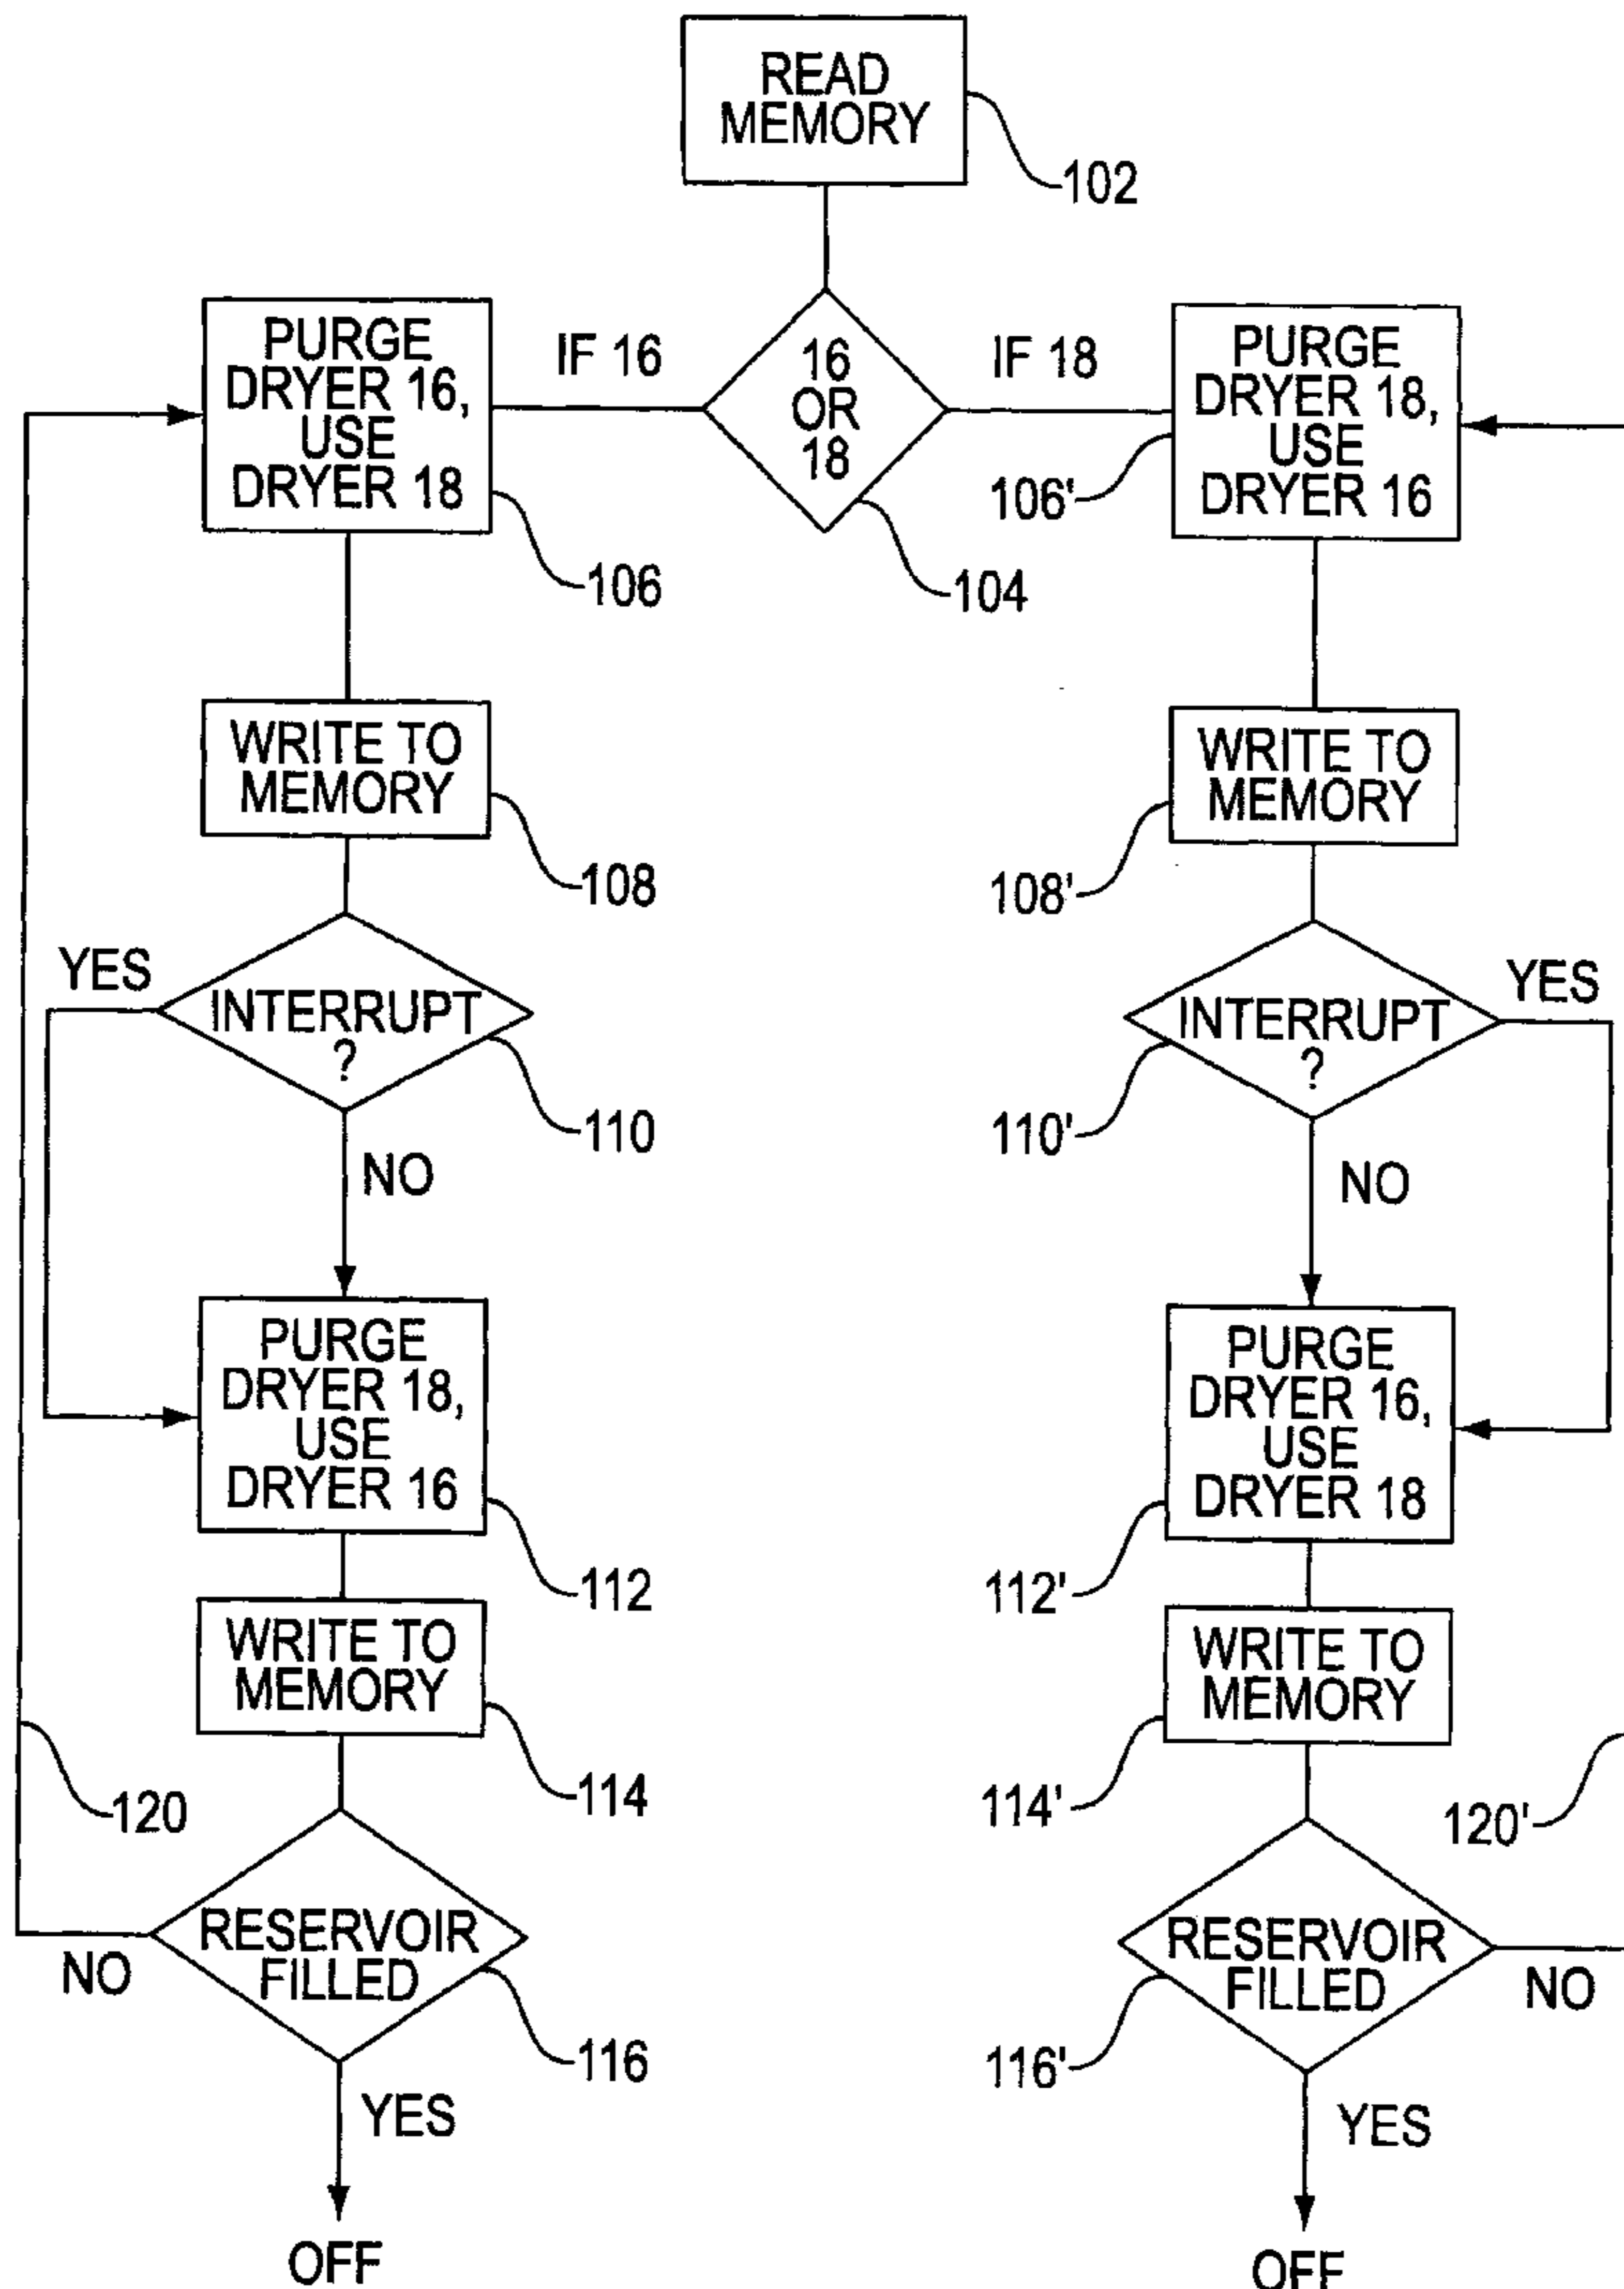 READ
MEMORY
102
PURGE
DRYER 16,
USE
DRYER 18
106
IF 16
16
OR
18
104
IF 18
PURGE
DRYER 18,
USE
DRYER 16
106'
WRITE TO
MEMORY
108
WRITE TO
MEMORY
108'
YES
INTERRUPT
?
110
NO
INTERRUPT
?
110'
YES
NO
PURGE
DRYER 18,
USE
DRYER 16
112
PURGE
DRYER 16,
USE
DRYER 18
112'
WRITE TO
MEMORY
114
WRITE TO
MEMORY
114'
120
120'
RESERVOIR
FILLED
116
NO
YES
OFF
RESERVOIR
FILLED
116'
NO
YES
OFF